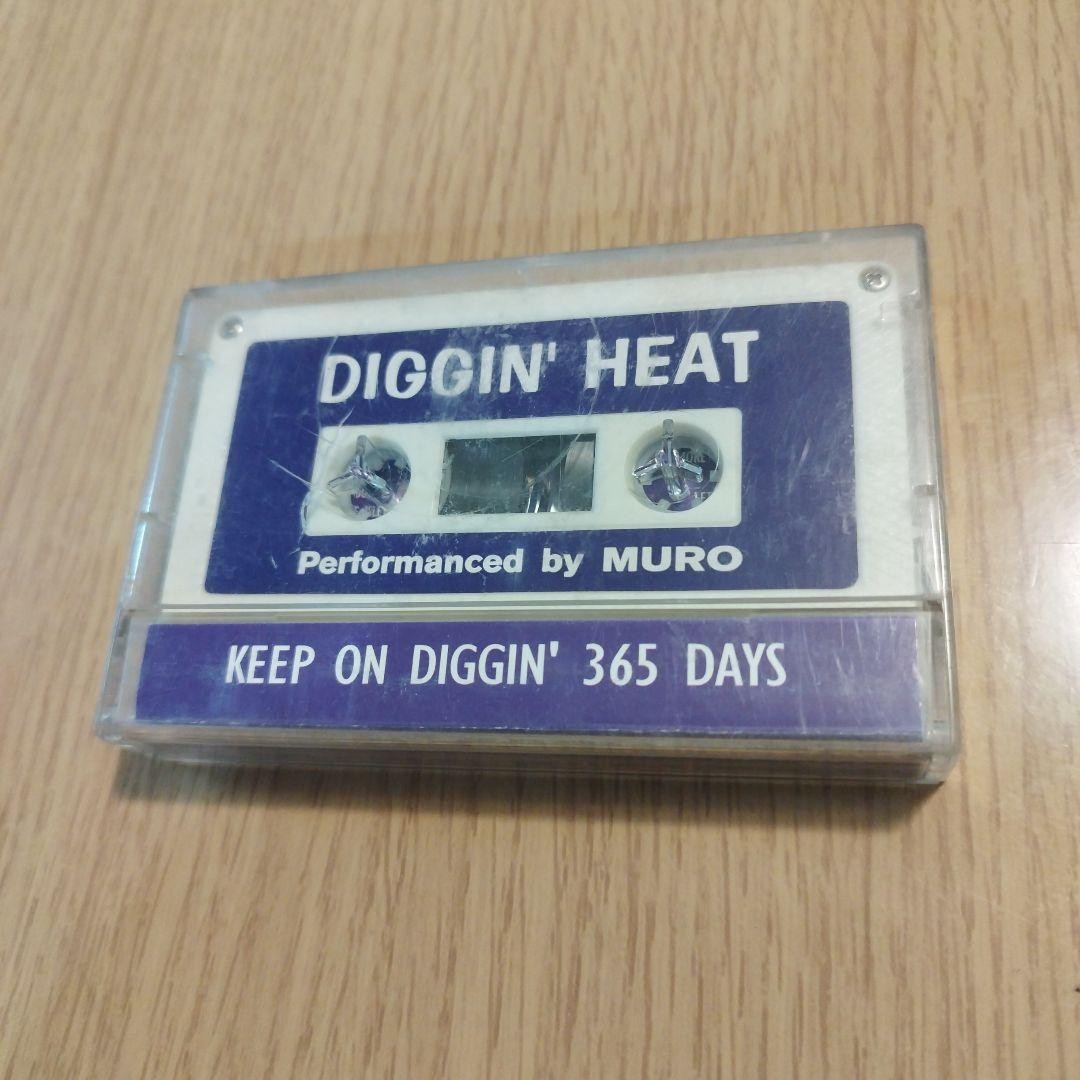 DIGGIN' HEAT
Performanced by MURO
KEEP ON DIGGIN' 365 DAYS